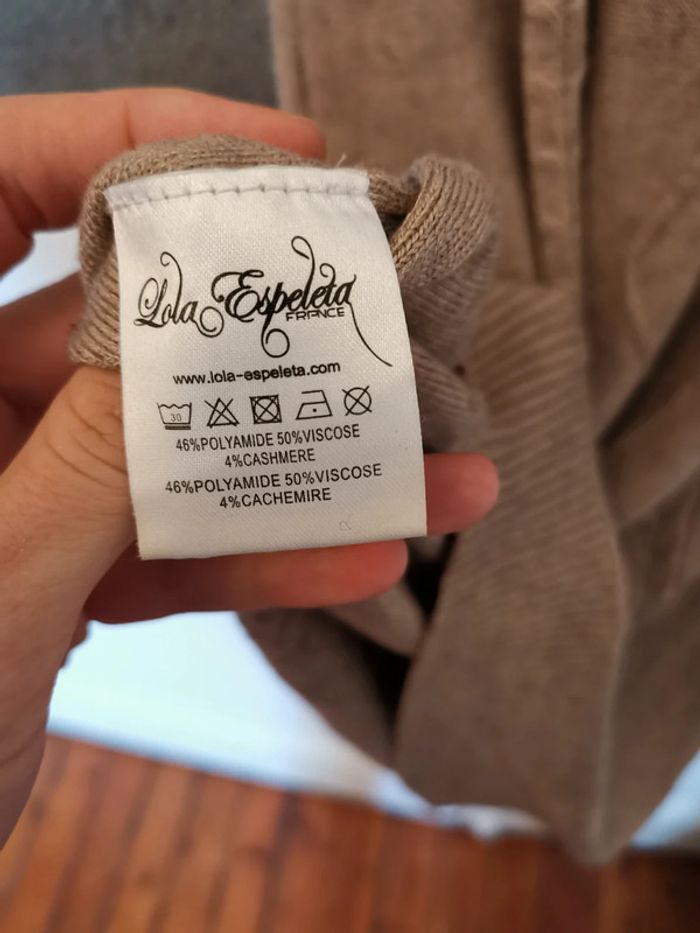 Lola Espeleta
FRANCE
www.lola-espeleta.com
30
46%POLYAMIDE 50%VISCOSE
4%CASHMERE
46%POLYAMIDE 50%VISCOSE
4%CACHEMIRE